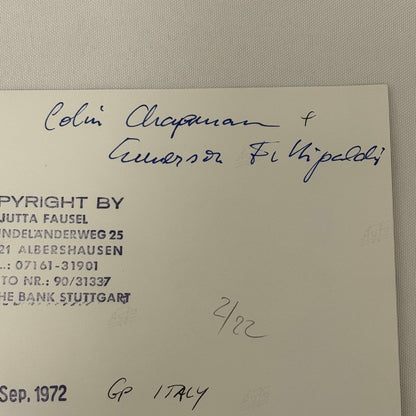 Colin Chapman +
Emerson Fittipaldi
PYRIGHT BY
JUTTA FAUSEL
NDELÄNDERWEG 25
21 ALBERSHAUSEN
.: 07161-31901
TO NR.: 90/31337
HE BANK STUTTGART
2/22
Sep. 1972 GP ITALY